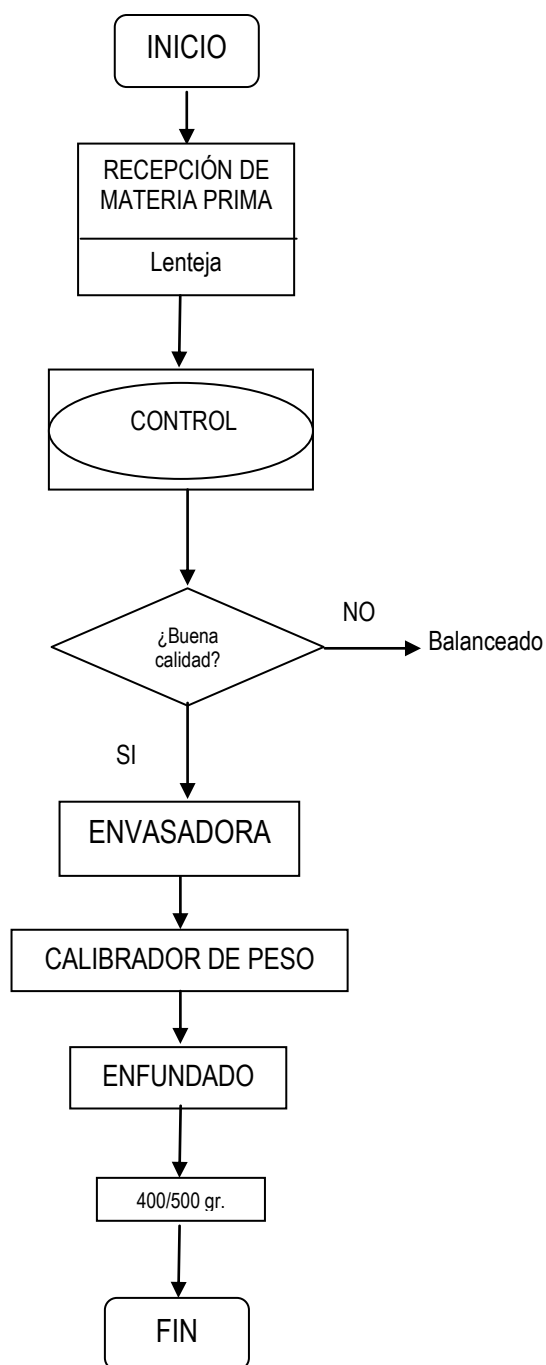 INICIO
RECEPCIÓN DE
MATERIA PRIMA
Lenteja
CONTROL
¿Buena
calidad?
NO
Balanceado
SI
ENVASADORA
CALIBRADOR DE PESO
ENFUNDADO
400/500 gr.
FIN